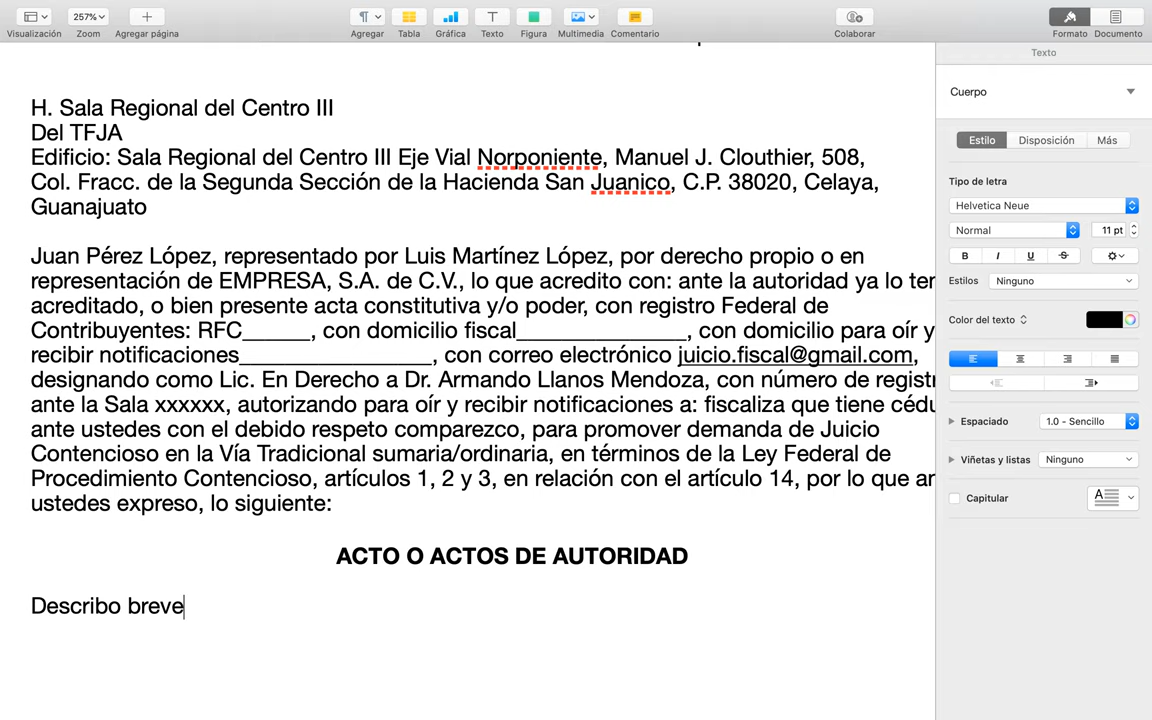 257%
Visualización Zoom Agregar página Agregar Tabla Gráfica Texto Figura Multimedia Comentario Colaborar Formato Documento
Texto
H. Sala Regional del Centro III
Del TFJA
Edificio: Sala Regional del Centro III Eje Vial Norponiente, Manuel J. Clouthier, 508,
Col. Fracc. de la Segunda Sección de la Hacienda San Juanico, C.P. 38020, Celaya,
Guanajuato
Juan Pérez López, representado por Luis Martínez López, por derecho propio o en
representación de EMPRESA, S.A. de C.V., lo que acredito con: ante la autoridad ya lo ten
acreditado, o bien presente acta constitutiva y/o poder, con registro Federal de
Contribuyentes: RFC______, con domicilio fiscal______________, con domicilio para oír y
recibir notificaciones________________, con correo electrónico juicio.fiscal@gmail.com,
designando como Lic. En Derecho a Dr. Armando Llanos Mendoza, con número de registr
ante la Sala xxxxxx, autorizando para oír y recibir notificaciones a: fiscaliza que tiene cédu
ante ustedes con el debido respeto comparezco, para promover demanda de Juicio
Contencioso en la Vía Tradicional sumaria/ordinaria, en términos de la Ley Federal de
Procedimiento Contencioso, artículos 1, 2 y 3, en relación con el artículo 14, por lo que an
ustedes expreso, lo siguiente:
ACTO O ACTOS DE AUTORIDAD
Describo breve
Cuerpo
Estilo Disposición Más
Tipo de letra
Helvetica Neue
Normal 11 pt
B I U S
Estilos Ninguno
Color del texto
Espaciado 1.0 - Sencillo
Viñetas y listas Ninguno
Capitular A